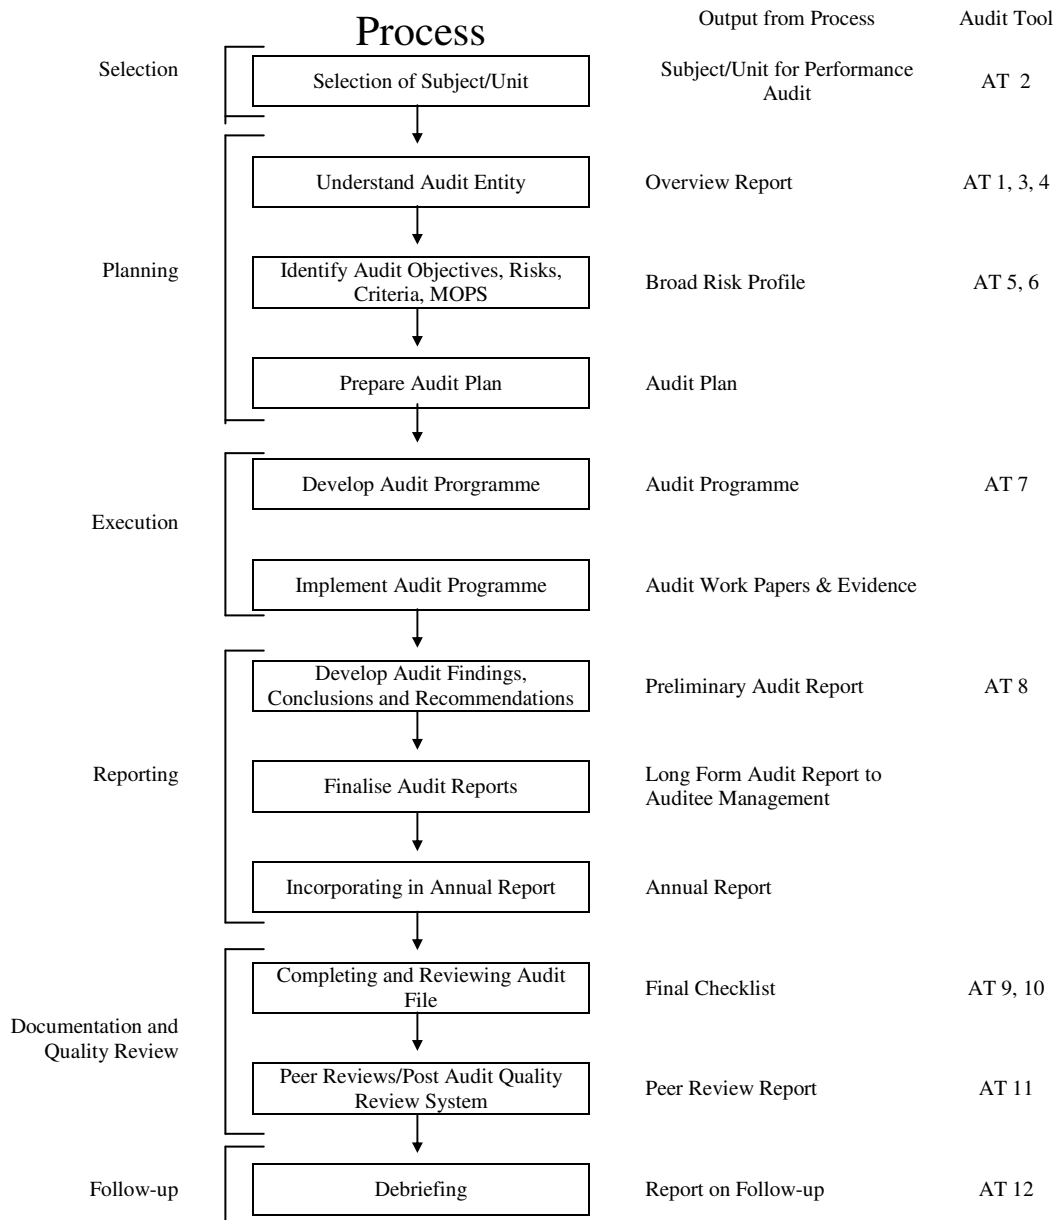 Process
Output from Process
Audit Tool
Selection
Selection of Subject/Unit
Subject/Unit for Performance
Audit
AT 2
Planning
Understand Audit Entity
Overview Report
AT 1, 3, 4
Identify Audit Objectives, Risks,
Criteria, MOPS
Broad Risk Profile
AT 5, 6
Prepare Audit Plan
Audit Plan
Execution
Develop Audit Prorgramme
Audit Programme
AT 7
Implement Audit Programme
Audit Work Papers & Evidence
Reporting
Develop Audit Findings,
Conclusions and Recommendations
Preliminary Audit Report
AT 8
Finalise Audit Reports
Long Form Audit Report to
Auditee Management
Incorporating in Annual Report
Annual Report
Documentation and
Quality Review
Completing and Reviewing Audit
File
Final Checklist
AT 9, 10
Peer Reviews/Post Audit Quality
Review System
Peer Review Report
AT 11
Follow-up
Debriefing
Report on Follow-up
AT 12